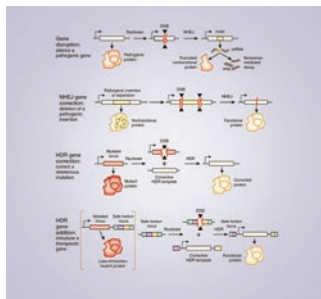 Gene
disruption: silence
a pathogenic gene
Nuclease
DSB
NHEJ
Indel
mRNA
Pathogenic
protein
Truncated
nonfunctional
protein
Nonsense-
mediated
decay
NHEJ gene
correction:
deletion of a
pathogenic
insertion
Pathogenic insertion
or expansion
DSB
NHEJ
Nonfunctional
protein
Functional
protein
HDR gene
correction:
correct a
deleterious
mutation
Mutated
locus
Nuclease
DSB
HDR
Mutant
protein
Corrective
HDR template
Corrected
protein
HDR
gene
addition:
introduce a
therapeutic
gene
Mutated
locus
Safe harbor
locus
Safe harbor
locus
Nuclease
DSB
HDR
Safe harbor
locus
Loss-of-function
mutant protein
Corrective
HDR template
Functional
protein